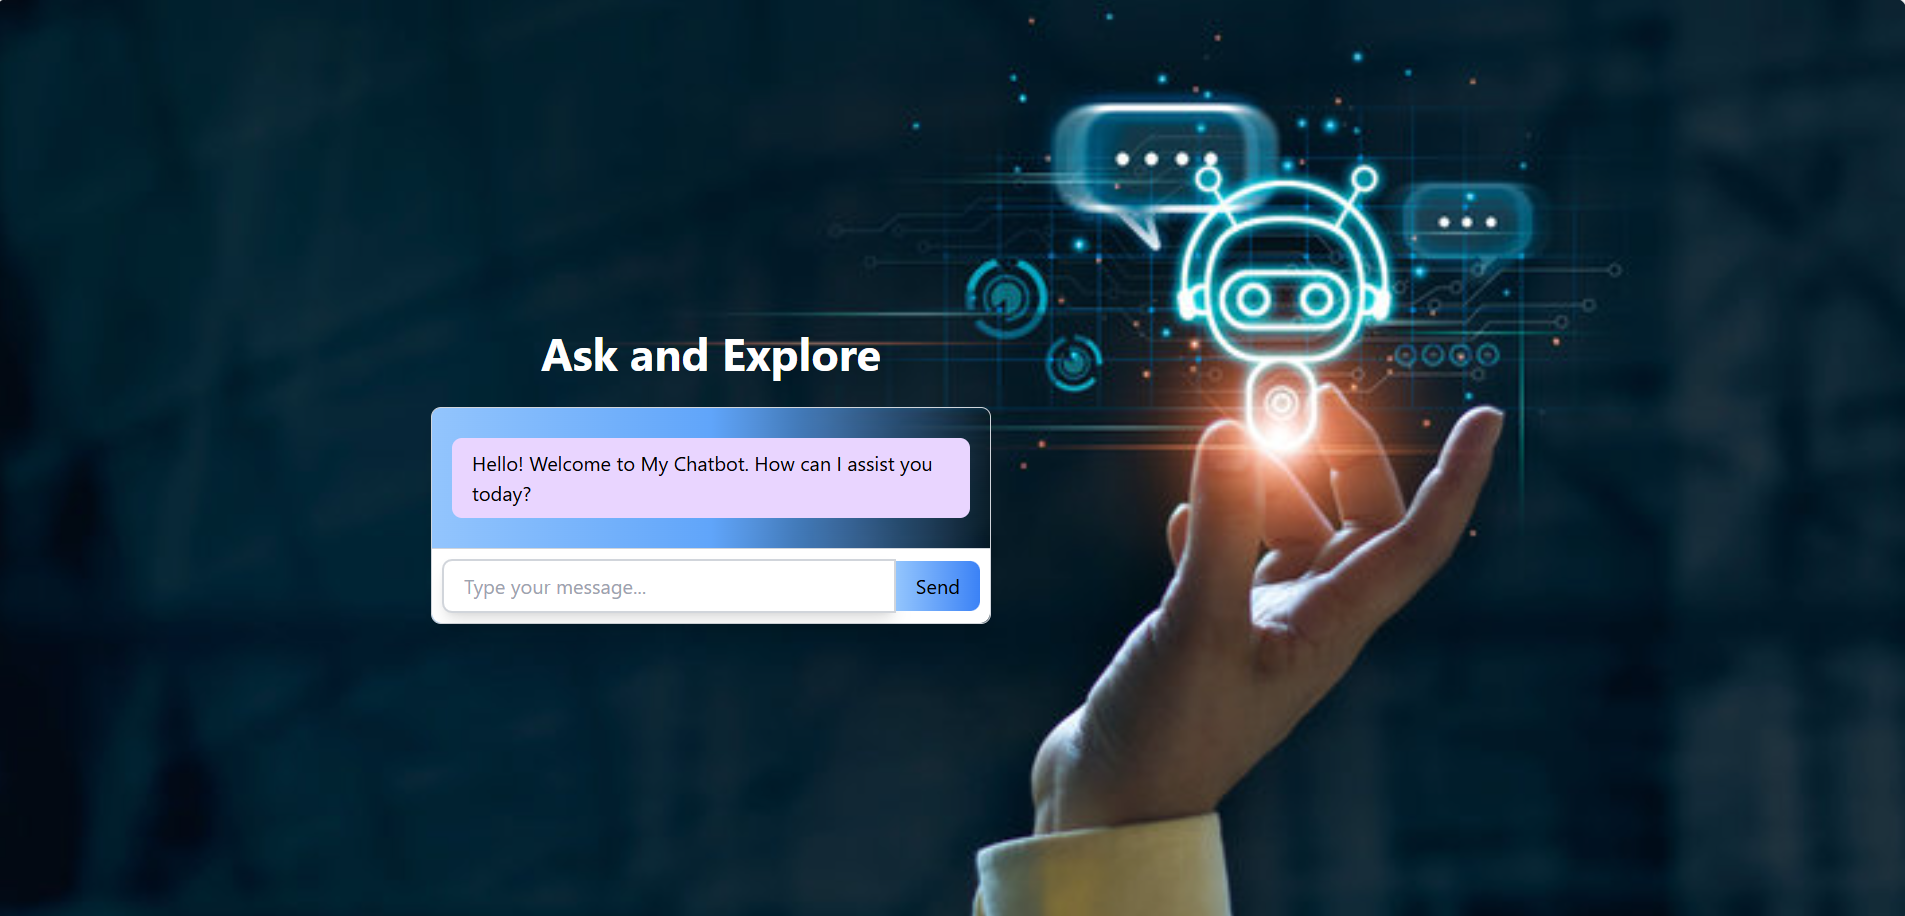 Ask and Explore
Hello! Welcome to My Chatbot. How can I assist you
today?
Type your message...
Send